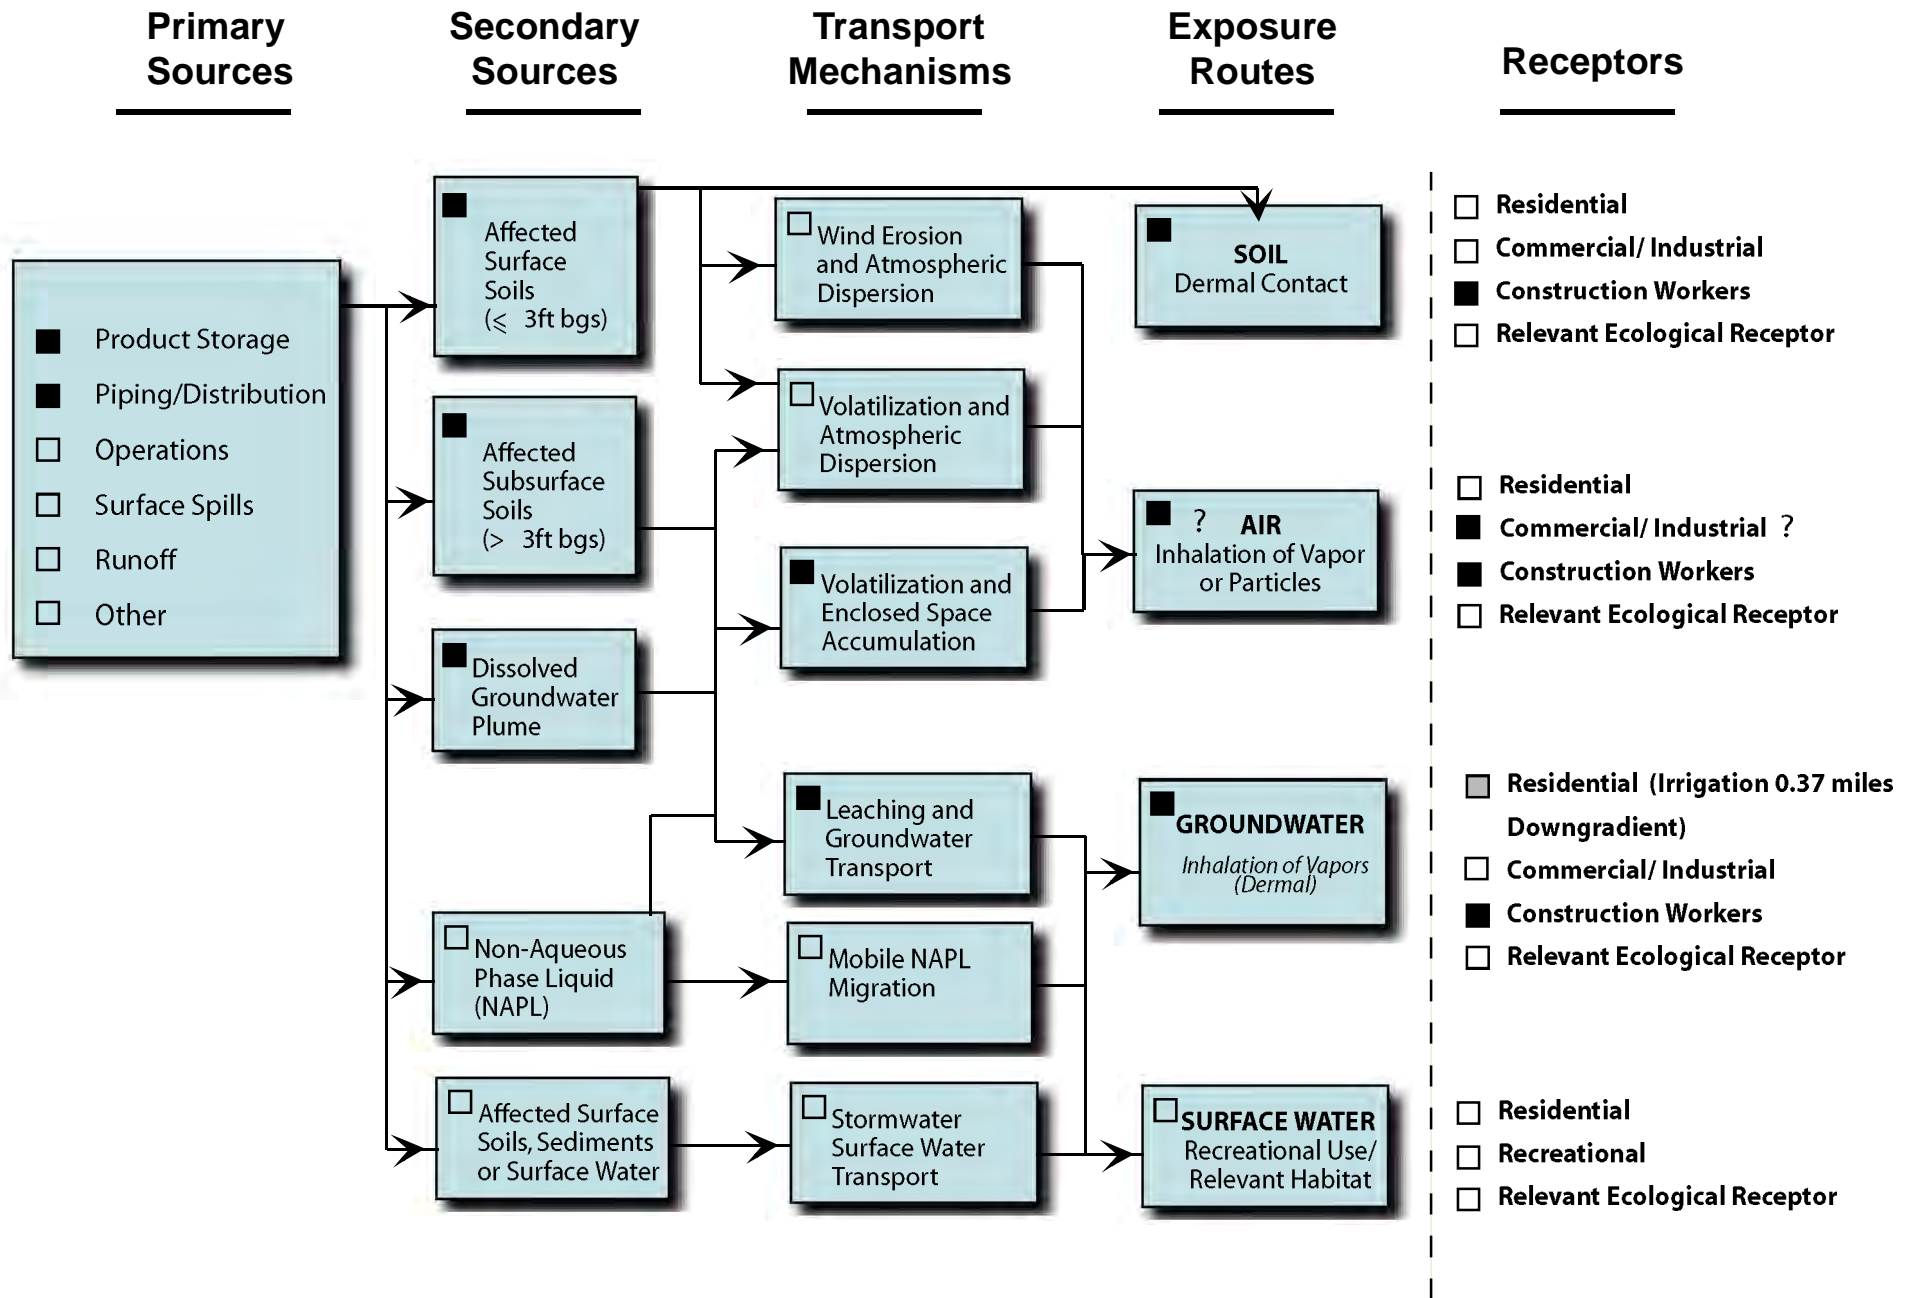 Primary
Sources
Secondary
Sources
Transport
Mechanisms
Exposure
Routes
Receptors
Product Storage
Piping/Distribution
Operations
Surface Spills
Runoff
Other
Affected
Surface
Soils
(⩽ 3ft bgs)
Affected
Subsurface
Soils
(> 3ft bgs)
Dissolved
Groundwater
Plume
Non-Aqueous
Phase Liquid
(NAPL)
Affected Surface
Soils, Sediments
or Surface Water
Wind Erosion
and Atmospheric
Dispersion
Volatilization and
Atmospheric
Dispersion
Volatilization and
Enclosed Space
Accumulation
Leaching and
Groundwater
Transport
Mobile NAPL
Migration
Stormwater
Surface Water
Transport
SOIL
Dermal Contact
? AIR
Inhalation of Vapor
or Particles
GROUNDWATER
Inhalation of Vapors
(Dermal)
SURFACE WATER
Recreational Use/
Relevant Habitat
Residential
Commercial/ Industrial
Construction Workers
Relevant Ecological Receptor
Residential
Commercial/ Industrial ?
Construction Workers
Relevant Ecological Receptor
Residential (Irrigation 0.37 miles
Downgradient)
Commercial/ Industrial
Construction Workers
Relevant Ecological Receptor
Residential
Recreational
Relevant Ecological Receptor